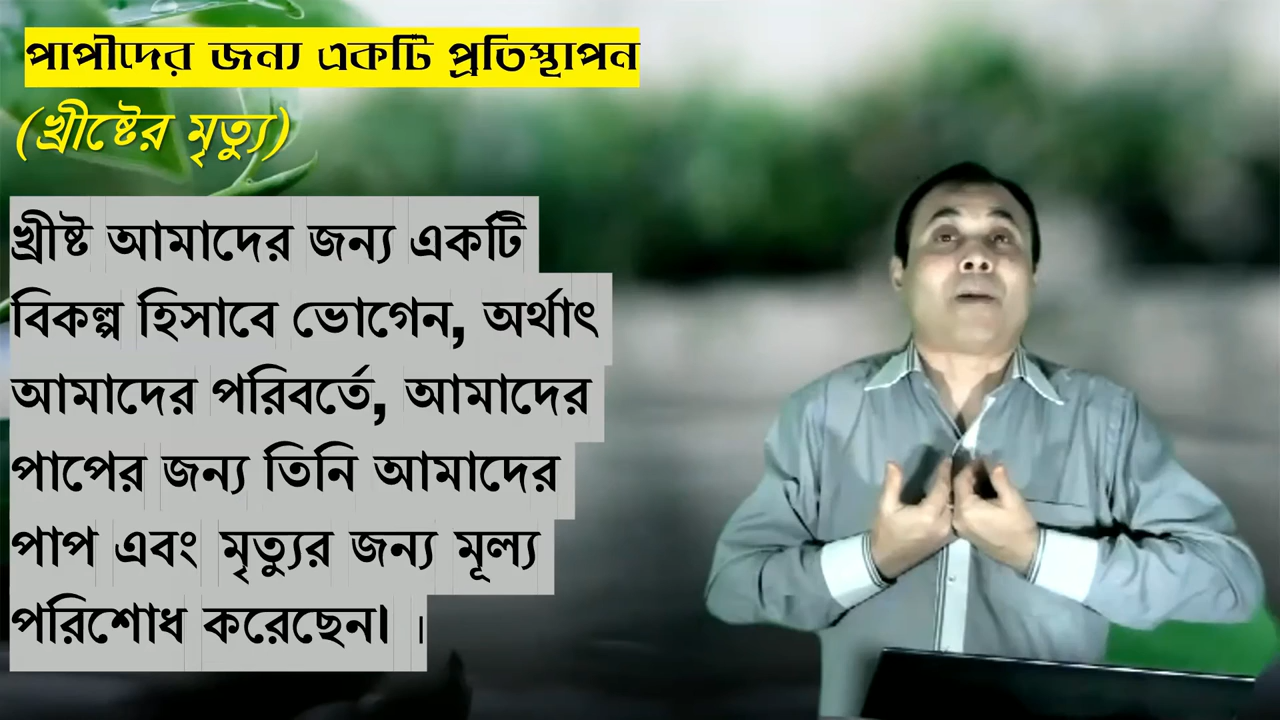 পাপীদের জন্য একটি প্রতিস্থাপন
(খ্রীষ্টের মৃত্যু)
খ্রীষ্ট আমাদের জন্য একটি
বিকল্প হিসাবে ভোগেন, অর্থাৎ
আমাদের পরিবর্তে, আমাদের
পাপের জন্য তিনি আমাদের
পাপ এবং মৃত্যুর জন্য মূল্য
পরিশোধ করেছেন। ।